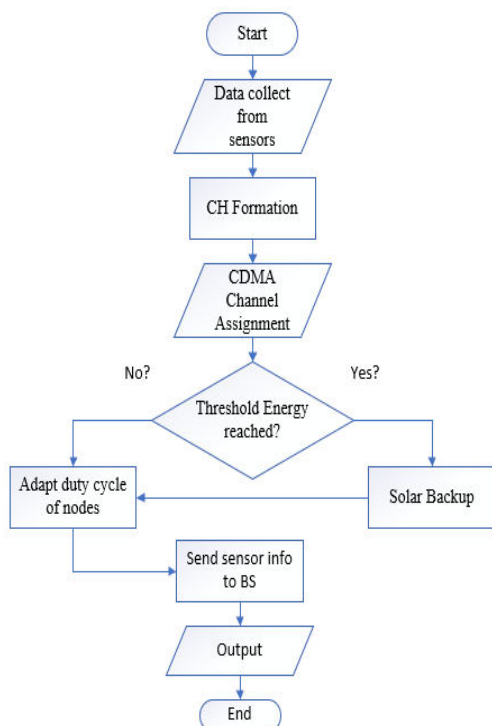 Start
Data collect
from
sensors
CH Formation
CDMA
Channel
Assignment
No?
Yes?
Threshold Energy
reached?
Adapt duty cycle
of nodes
Solar Backup
Send sensor info
to BS
Output
End